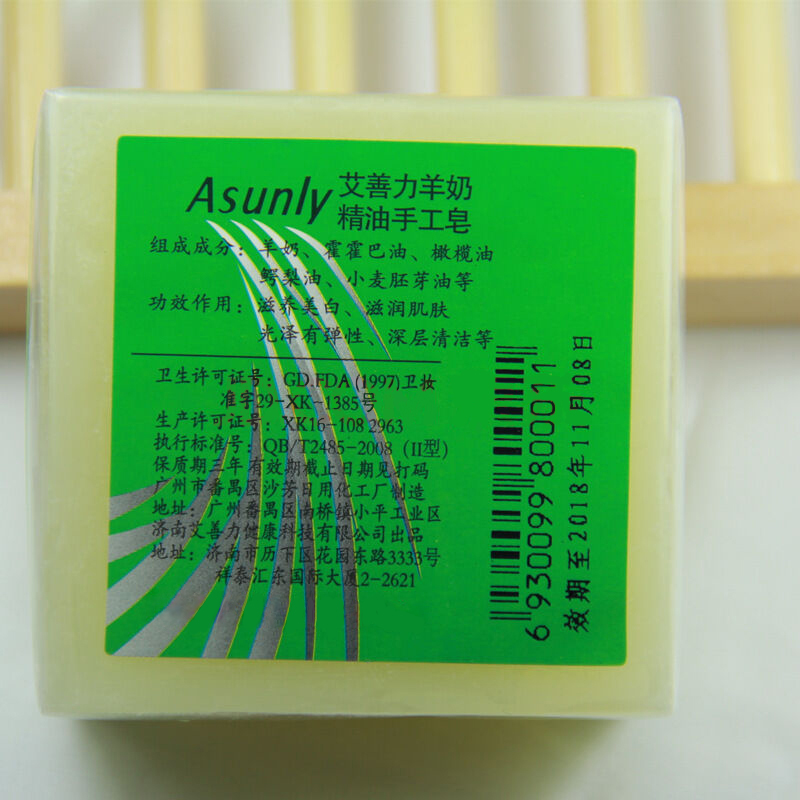 Asunly 艾善力羊奶
精油手工皂
组成成分：羊奶、霍霍巴油、橄榄油
鳄梨油、小麦胚芽油等
功效作用：滋养美白、滋润肌肤
光泽有弹性、深层清洁等
卫生许可证号：GD.FDA (1997)卫妆
准字29-XK-1385号
生产许可证号：XK16-108 2963
执行标准号：QB/T2485-2008（II型）
保质期三年 有效期截止日期见打码
广州市番禺区沙芳日用化工厂制造
地址：广州番禺区南桥镇小平工业区
济南艾善力健康科技有限公司出品
地址：济南市历下区花园东路3333号
祥泰汇东国际大厦2-2621
6 930099 800011
效期至2018年11月08日